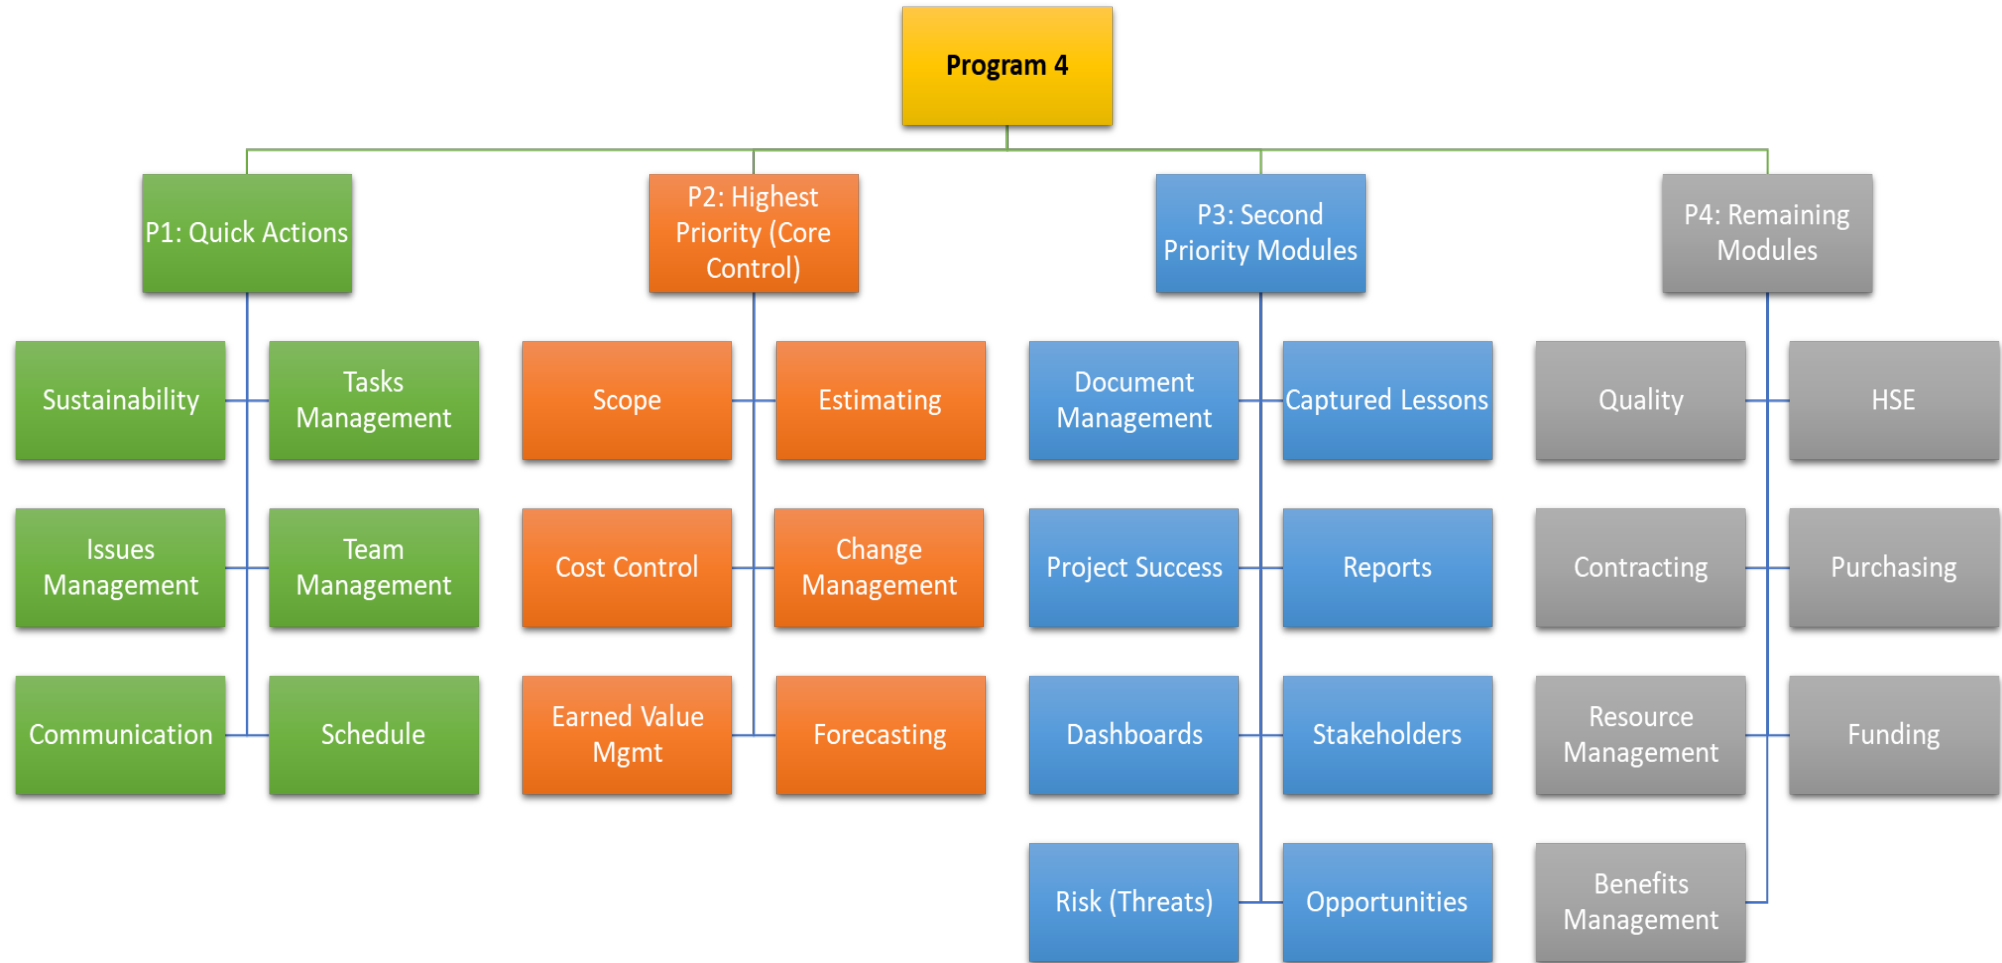 Program 4
P1: Quick Actions
P2: Highest
Priority (Core
Control)
P3: Second
Priority Modules
P4: Remaining
Modules
Sustainability
Tasks
Management
Issues
Management
Team
Management
Communication
Schedule
Scope
Estimating
Cost Control
Change
Management
Earned Value
Mgmt
Forecasting
Document
Management
Captured Lessons
Project Success
Reports
Dashboards
Stakeholders
Risk (Threats)
Opportunities
Quality
HSE
Contracting
Purchasing
Resource
Management
Funding
Benefits
Management